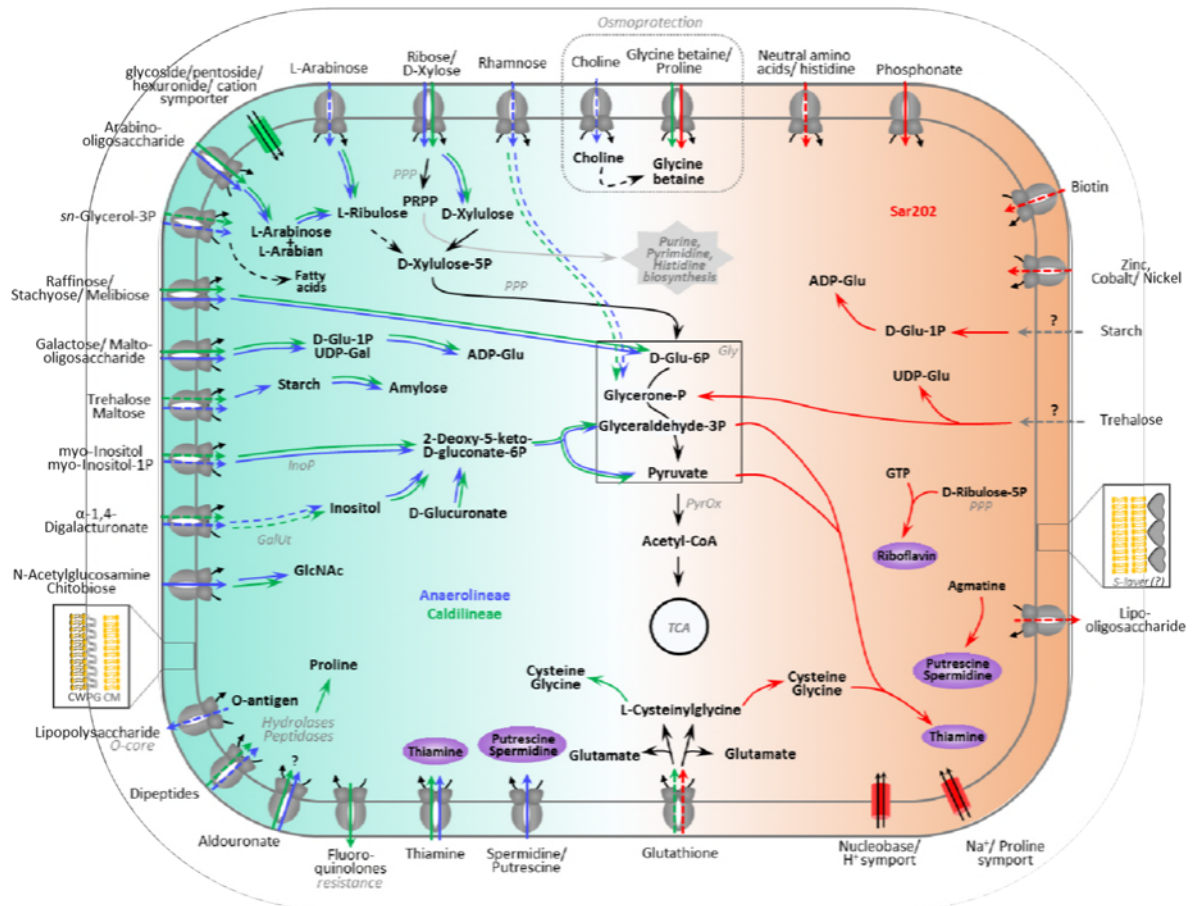 Osmoprotection
glycoside/pentoside/
hexuronide/ cation
symporter
L-Arabinose
Ribose/
D-Xylose
Rhamnose
Choline
Glycine betaine/
Proline
Neutral amino
acids/ histidine
Phosphonate
Arabino-
oligosaccharide
sn-Glycerol-3P
Raffinose/
Stachyose/ Melibiose
Galactose/ Malto-
oligosaccharide
Trehalose
Maltose
myo-Inositol
myo-Inositol-1P
α-1,4-
Digalacturonate
N-Acetylglucosamine
Chitobiose
CWPG CM
Lipopolysaccharide
O-core
Dipeptides
Aldouronate
Fluoro-
quinolones
resistance
Thiamine
Spermidine/
Putrescine
Glutathione
Nucleobase/
H⁺ symport
Na⁺/ Proline
symport
Biotin
Zinc,
Cobalt/ Nickel
?
Starch
?
Trehalose
S-layer (?)
Lipo-
oligosaccharide
PPP
PRPP
L-Ribulose
D-Xylulose
L-Arabinose
+
L-Arabian
Fatty
acids
D-Xylulose-5P
PPP
Choline
Glycine
betaine
Purine,
Pyrimidine,
Histidine
biosynthesis
Sar202
ADP-Glu
D-Glu-1P
UDP-Glu
D-Glu-1P
UDP-Gal
ADP-Glu
Starch
Amylose
Gly
D-Glu-6P
Glycerone-P
Glyceraldehyde-3P
Pyruvate
2-Deoxy-5-keto-
D-gluconate-6P
InoP
Inositol
D-Glucuronate
GalUt
GlcNAc
PyrOx
Acetyl-CoA
TCA
Anaerolineae
Caldilineae
GTP
D-Ribulose-5P
PPP
Riboflavin
Agmatine
Putrescine
Spermidine
Thiamine
Proline
O-antigen
Hydrolases
Peptidases
?
Thiamine
Putrescine
Spermidine
Cysteine
Glycine
L-Cysteinylglycine
Cysteine
Glycine
Glutamate
Glutamate